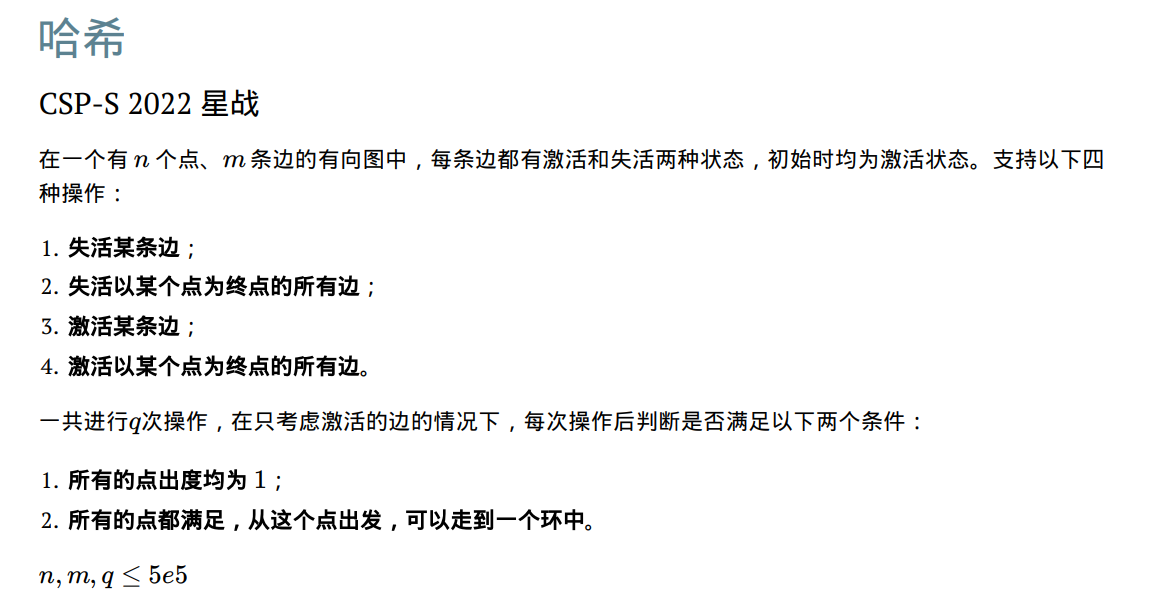 哈希
CSP-S 2022 星战
在一个有 n 个点、m 条边的有向图中，每条边都有激活和失活两种状态，初始时均为激活状态。支持以下四
种操作：
1. 失活某条边；
2. 失活以某个点为终点的所有边；
3. 激活某条边；
4. 激活以某个点为终点的所有边。
一共进行q次操作，在只考虑激活的边的情况下，每次操作后判断是否满足以下两个条件：
1. 所有的点出度均为 1；
2. 所有的点都满足，从这个点出发，可以走到一个环中。
n, m, q ≤ 5e5